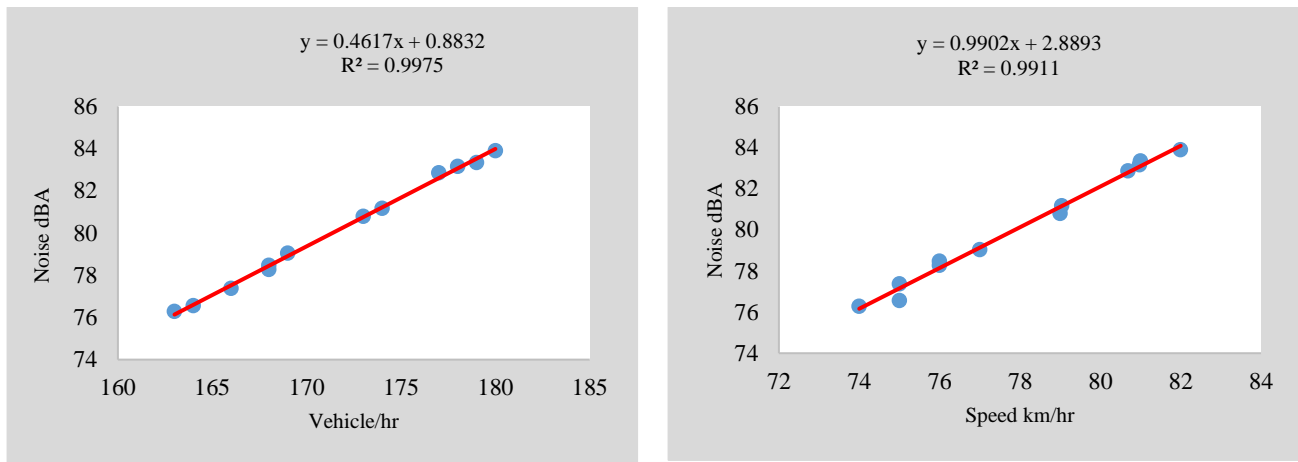 y = 0.4617x + 0.8832
R² = 0.9975
86
84
82
80
78
76
74
160 165 170 175 180 185
Noise dBA
Vehicle/hr
y = 0.9902x + 2.8893
R² = 0.9911
86
84
82
80
78
76
74
72 74 76 78 80 82 84
Noise dBA
Speed km/hr